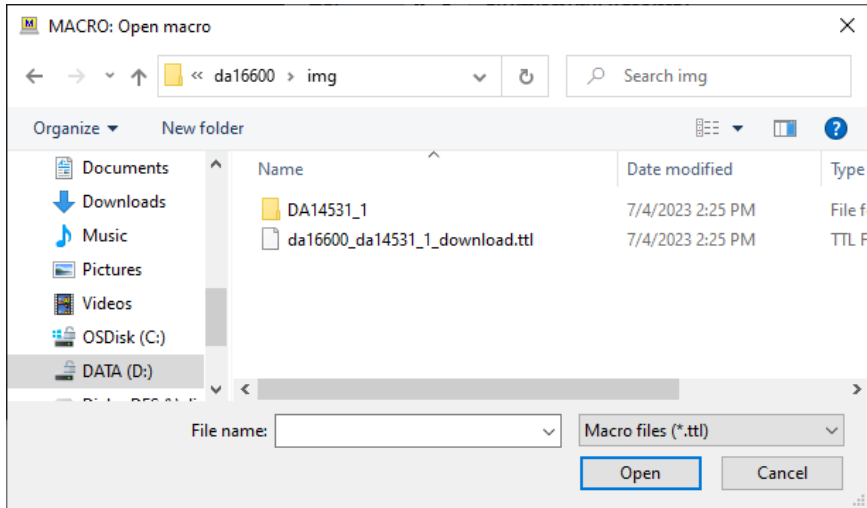 MACRO: Open macro
« da16600 > img
Search img
Organize
New folder
Name
Date modified
Type
Documents
Downloads
Music
Pictures
Videos
OSDisk (C:)
DATA (D:)
DA14531_1
7/4/2023 2:25 PM
File f
da16600_da14531_1_download.ttl
7/4/2023 2:25 PM
TTL F
File name:
Macro files (*.ttl)
Open
Cancel